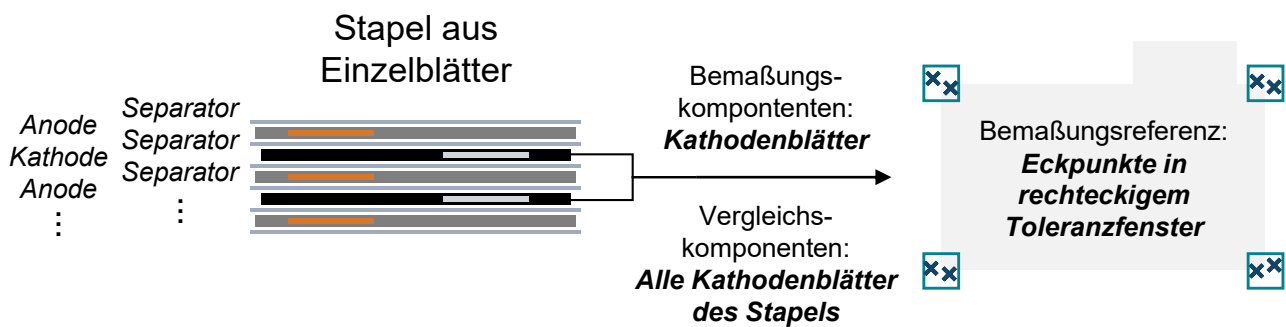 Stapel aus
Einzelblätter
Anode
Kathode
Anode
⋮
Separator
Separator
Separator
⋮
Bemaßungs-
kompontenten:
Kathodenblätter
Vergleichs-
komponenten:
Alle Kathodenblätter
des Stapels
Bemaßungsreferenz:
Eckpunkte in
rechteckigem
Toleranzfenster